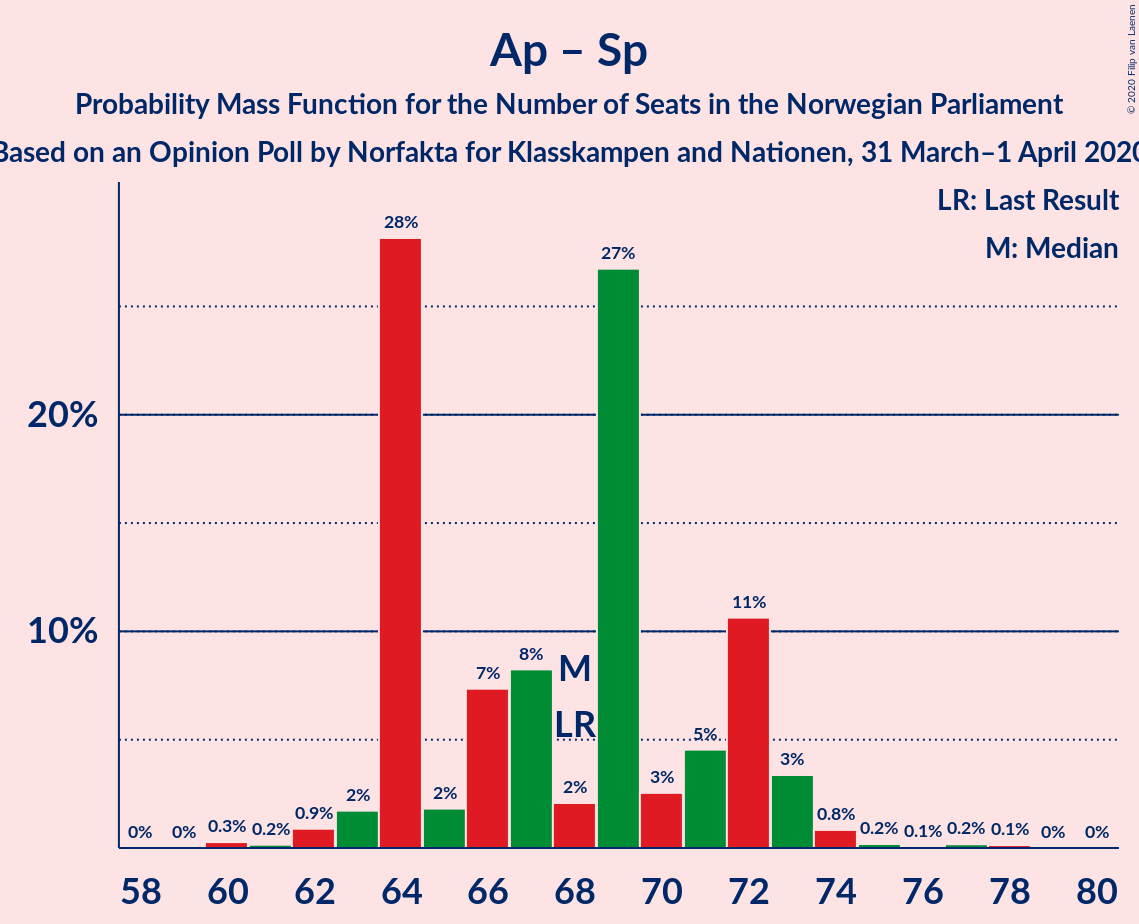 © 2020 Filip van Laenen
Ap – Sp
Probability Mass Function for the Number of Seats in the Norwegian Parliament
Based on an Opinion Poll by Norfakta for Klasskampen and Nationen, 31 March–1 April 2020
LR: Last Result
M: Median
20%
10%
0% 0% 0.3% 0.2% 0.9% 2% 28% 2% 7% 8% 2% 27% 3% 5% 11% 3% 0.8% 0.2% 0.1% 0.2% 0.1% 0% 0%
M
LR
58 60 62 64 66 68 70 72 74 76 78 80